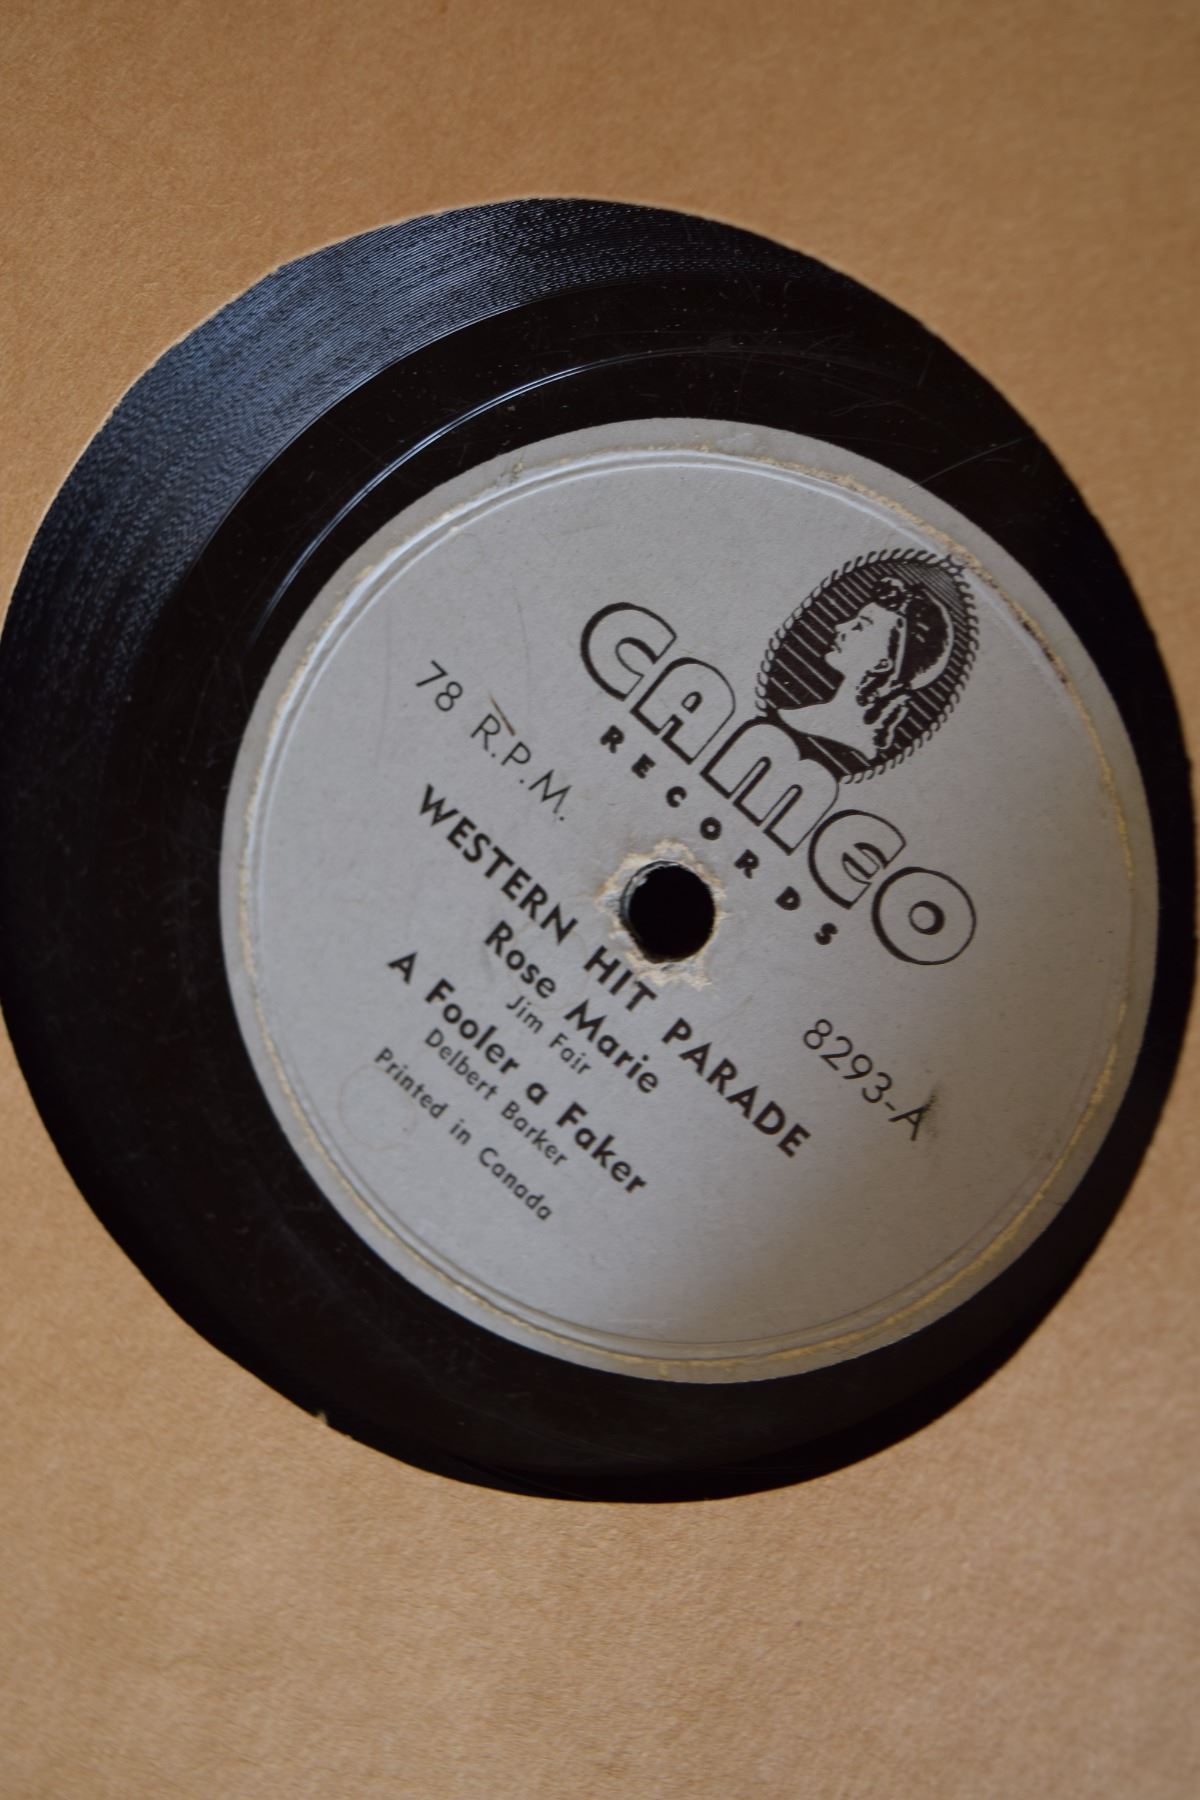 CAMEO
RECORDS
78 R.P.M.
8293-A
WESTERN HIT PARADE
Rose Marie
Jim Fair
A Fooler a Faker
Delbert Barker
Printed in Canada